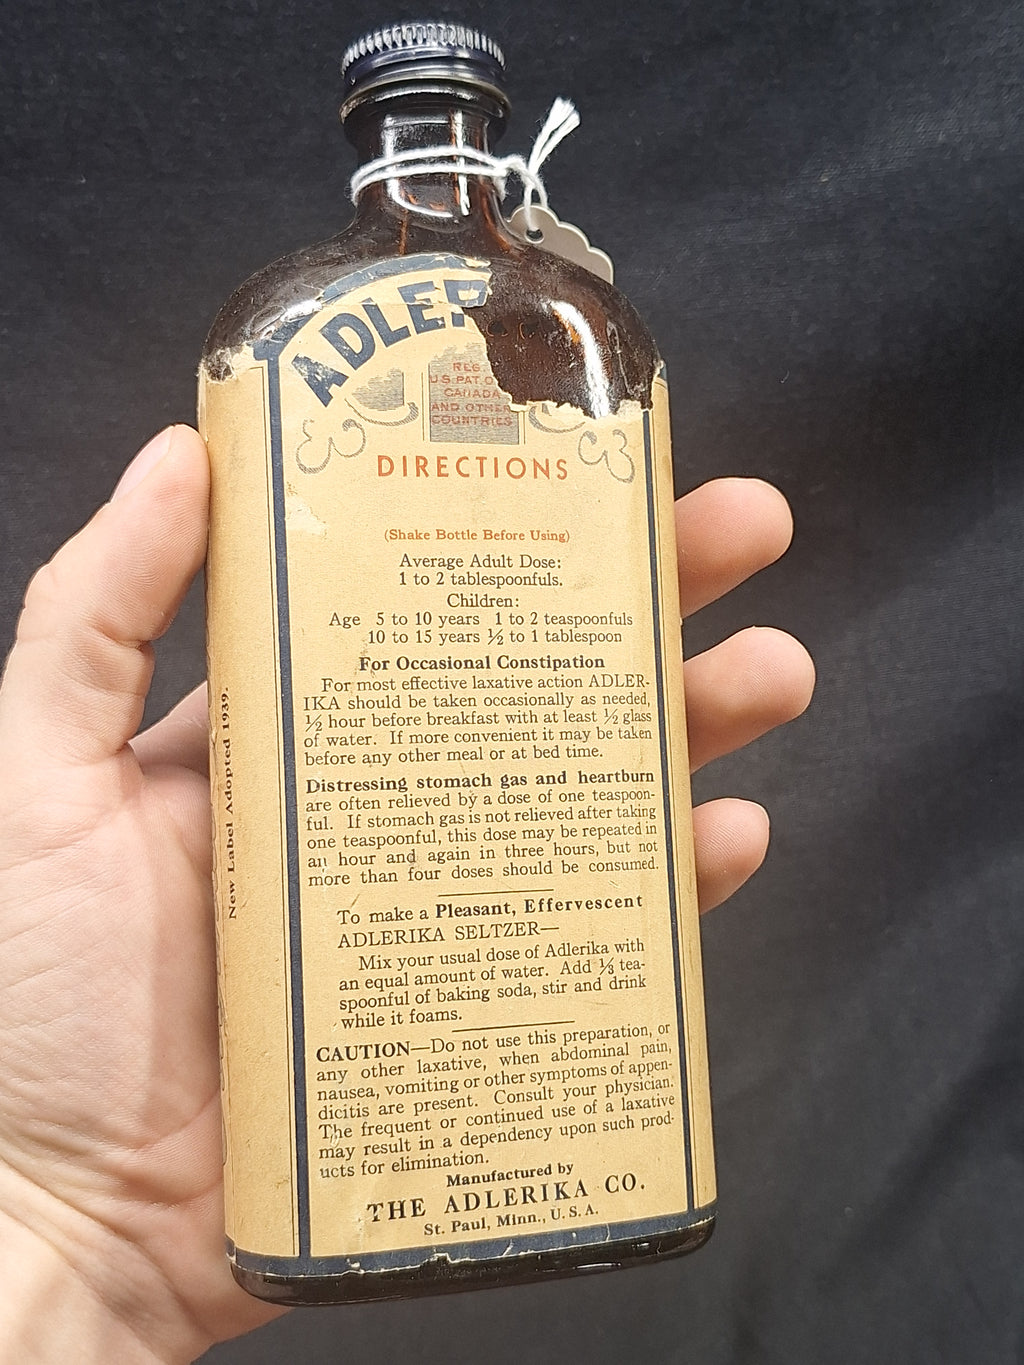 ADLER
REG.
U.S PAT.O
CANADA
AND OTHER
COUNTRIES
DIRECTIONS
(Shake Bottle Before Using)
Average Adult Dose:
1 to 2 tablespoonfuls.
Children:
Age 5 to 10 years 1 to 2 teaspoonfuls
10 to 15 years ½ to 1 tablespoon
For Occasional Constipation
For most effective laxative action ADLER-
IKA should be taken occasionally as needed,
½ hour before breakfast with at least ½ glass
of water. If more convenient it may be taken
before any other meal or at bed time.
Distressing stomach gas and heartburn
are often relieved by a dose of one teaspoon-
ful. If stomach gas is not relieved after taking
one teaspoonful, this dose may be repeated in
an hour and again in three hours, but not
more than four doses should be consumed.
To make a Pleasant, Effervescent
ADLERIKA SELTZER—
Mix your usual dose of Adlerika with
an equal amount of water. Add ⅓ tea-
spoonful of baking soda, stir and drink
while it foams.
CAUTION—Do not use this preparation, or
any other laxative, when abdominal pain,
nausea, vomiting or other symptoms of appen-
dicitis are present. Consult your physician.
The frequent or continued use of a laxative
may result in a dependency upon such prod-
ucts for elimination.
Manufactured by
THE ADLERIKA CO.
St. Paul, Minn., U.S.A.
New Label Adopted 1939.